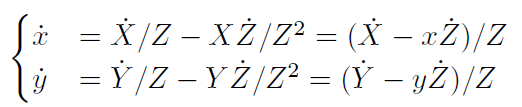 ẋ = Ẋ/Z − XŻ/Z² = (Ẋ − xŻ)/Z
ẏ = Ẏ/Z − YŻ/Z² = (Ẏ − yŻ)/Z